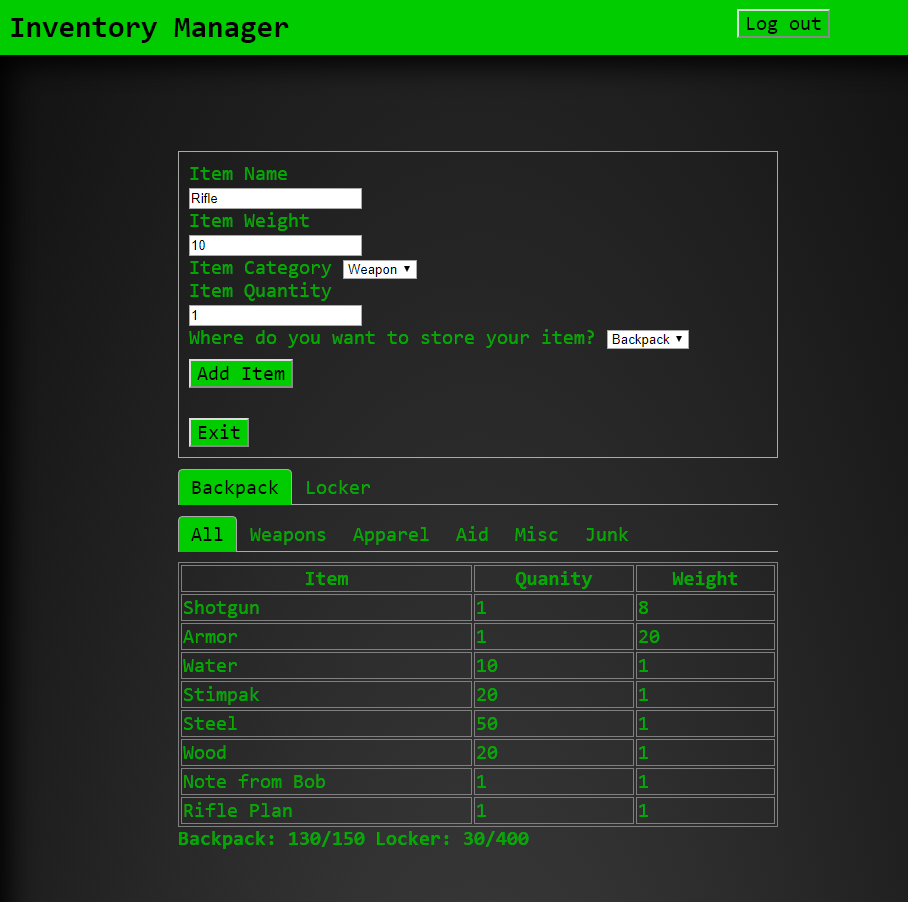 Inventory Manager Log out
Item Name
Rifle
Item Weight
10
Item Category Weapon
Item Quantity
1
Where do you want to store your item? Backpack
Add Item
Exit
Backpack Locker
All Weapons Apparel Aid Misc Junk
Item Quanity Weight
Shotgun 1 8
Armor 1 20
Water 10 1
Stimpak 20 1
Steel 50 1
Wood 20 1
Note from Bob 1 1
Rifle Plan 1 1
Backpack: 130/150 Locker: 30/400